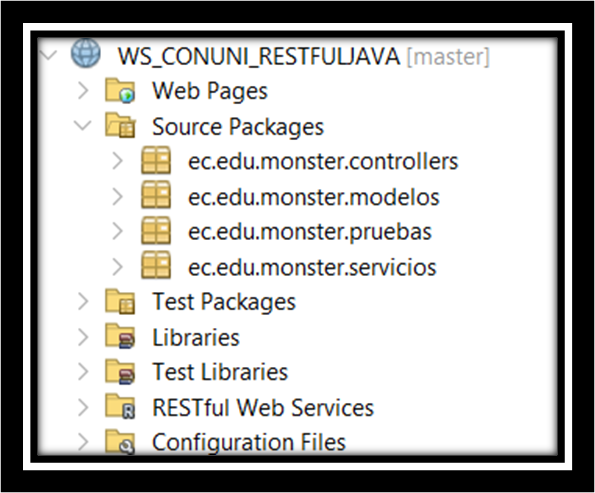 WS_CONUNI_RESTFULJAVA [master]
Web Pages
Source Packages
ec.edu.monster.controllers
ec.edu.monster.modelos
ec.edu.monster.pruebas
ec.edu.monster.servicios
Test Packages
Libraries
Test Libraries
RESTful Web Services
Configuration Files